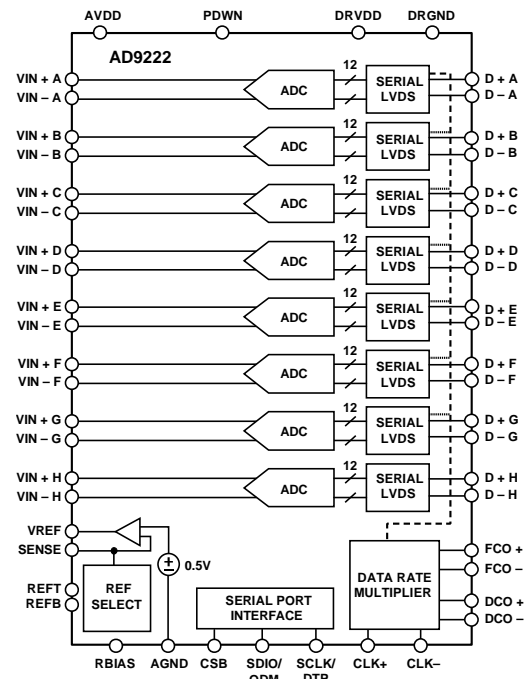 AVDD PDWN DRVDD DRGND
AD9222
VIN + A ADC 12 SERIAL LVDS D + A
VIN – A D – A
VIN + B ADC 12 SERIAL LVDS D + B
VIN – B D – B
VIN + C ADC 12 SERIAL LVDS D + C
VIN – C D – C
VIN + D ADC 12 SERIAL LVDS D + D
VIN – D D – D
VIN + E ADC 12 SERIAL LVDS D + E
VIN – E D – E
VIN + F ADC 12 SERIAL LVDS D + F
VIN – F D – F
VIN + G ADC 12 SERIAL LVDS D + G
VIN – G D – G
VIN + H ADC 12 SERIAL LVDS D + H
VIN – H D – H
VREF
SENSE
REFT
REFB
REF
SELECT
+
–
0.5V
SERIAL PORT
INTERFACE
DATA RATE
MULTIPLIER
FCO +
FCO –
DCO +
DCO –
RBIAS AGND CSB SDIO/ SCLK/ CLK+ CLK–
ODM DTP